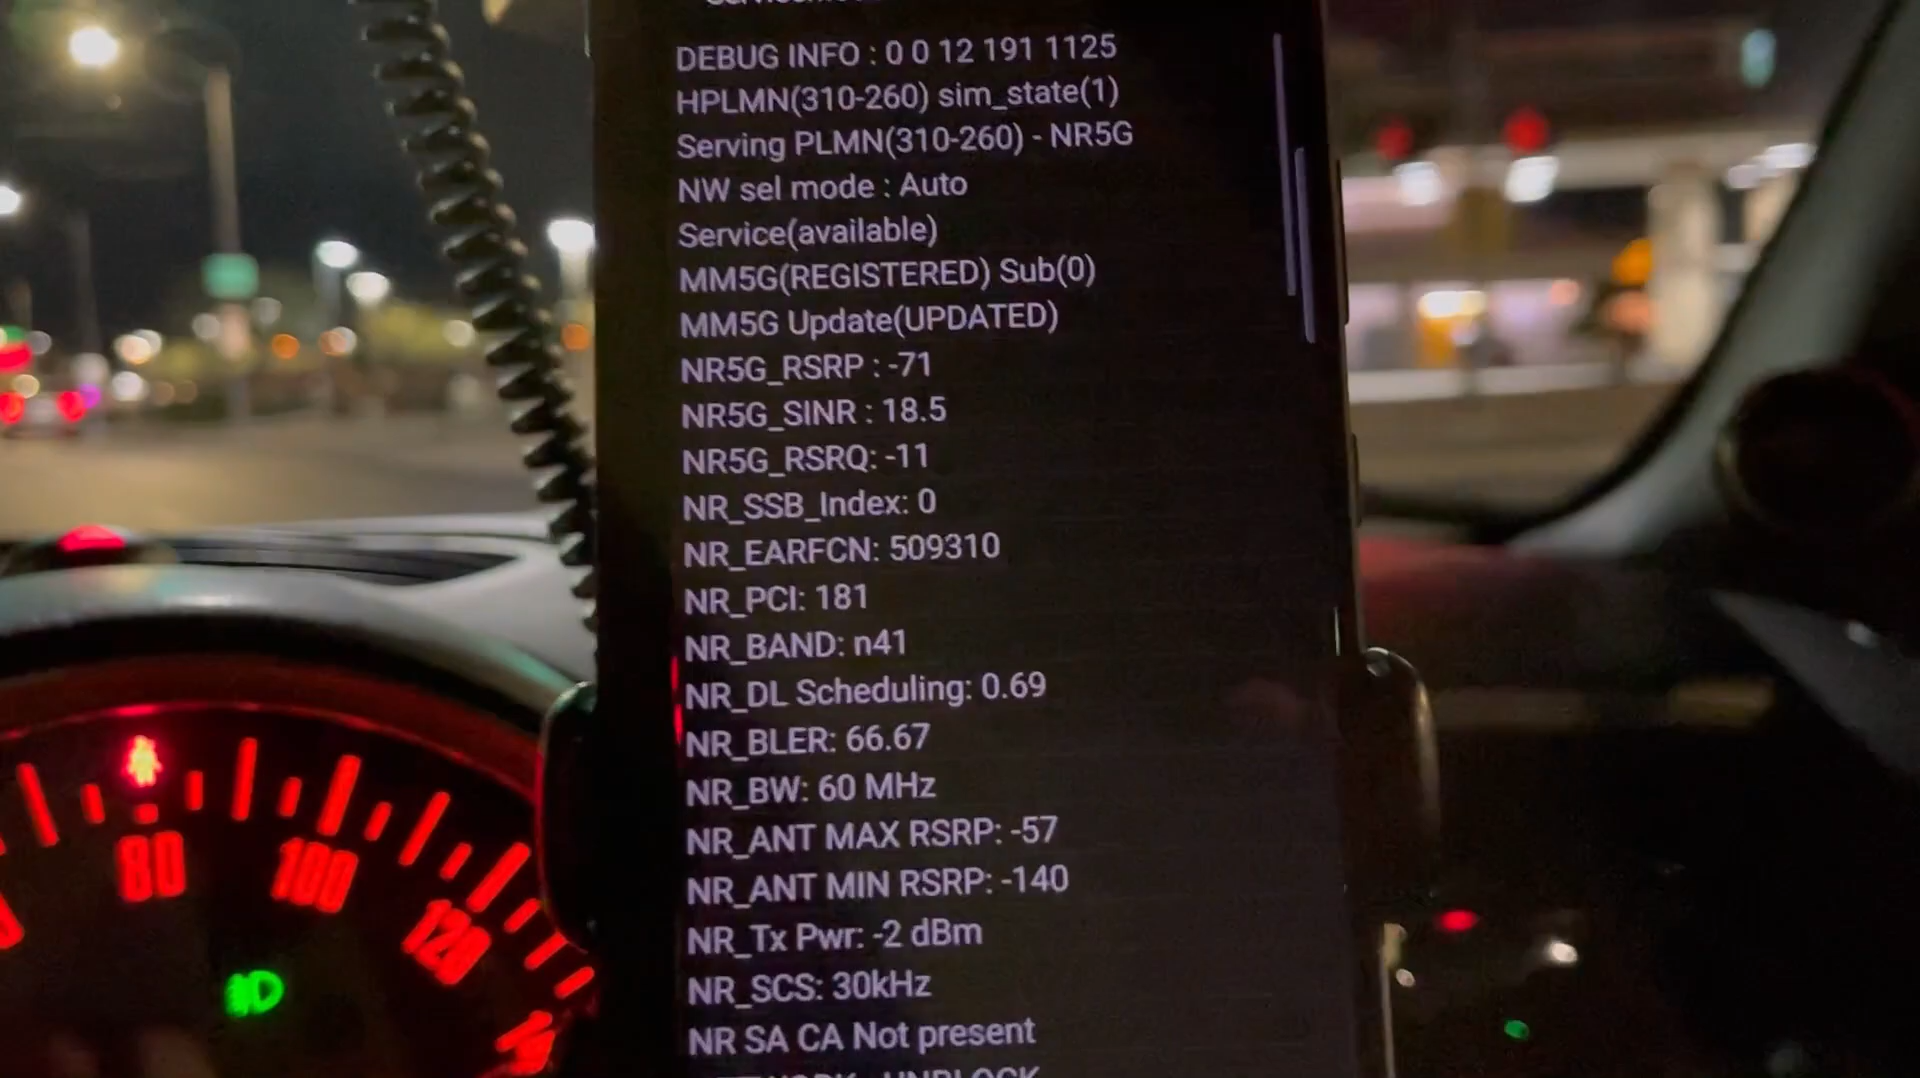 DEBUG INFO : 0 0 12 191 1125
HPLMN(310-260) sim_state(1)
Serving PLMN(310-260) - NR5G
NW sel mode : Auto
Service(available)
MM5G(REGISTERED) Sub(0)
MM5G Update(UPDATED)
NR5G_RSRP : -71
NR5G_SINR : 18.5
NR5G_RSRQ: -11
NR_SSB_Index: 0
NR_EARFCN: 509310
NR_PCI: 181
NR_BAND: n41
NR_DL Scheduling: 0.69
NR_BLER: 66.67
NR_BW: 60 MHz
NR_ANT MAX RSRP: -57
NR_ANT MIN RSRP: -140
NR_Tx Pwr: -2 dBm
NR_SCS: 30kHz
NR SA CA Not present
80
100
120